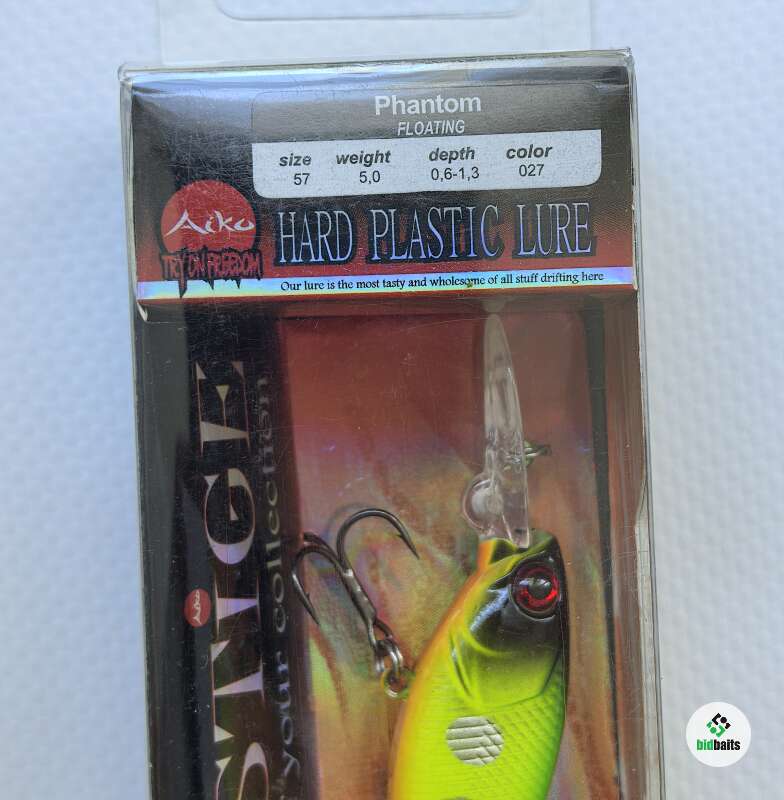 Phantom
FLOATING
size weight depth color
57 5,0 0,6-1,3 027
Aiko
TRY ON FREEDOM
HARD PLASTIC LURE
Our lure is the most tasty and wholesome of all stuff drifting here
your collection
Aiko
bidbaits